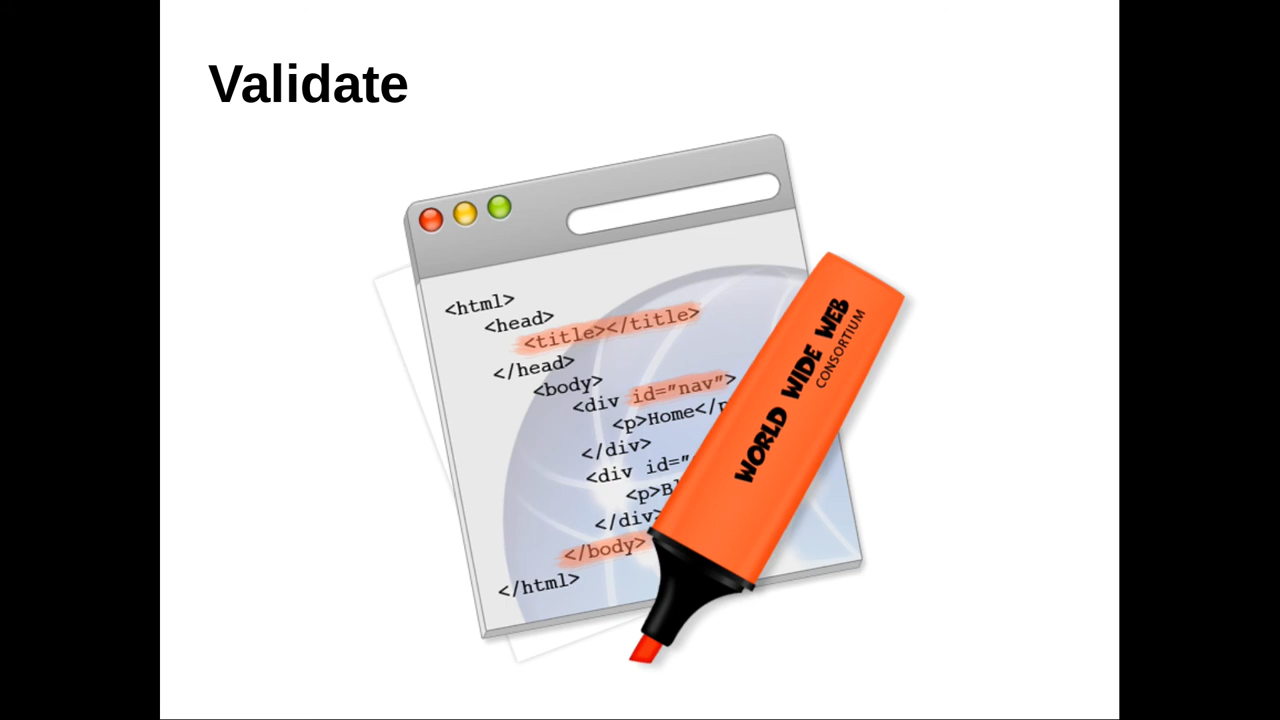 Validate
<html>
<head>
<title></title>
</head>
<body>
<div id="nav">
<p>Home</p
</div>
<div id="
<p>B
</div>
</body>
</html>
WORLD WIDE WEB
CONSORTIUM